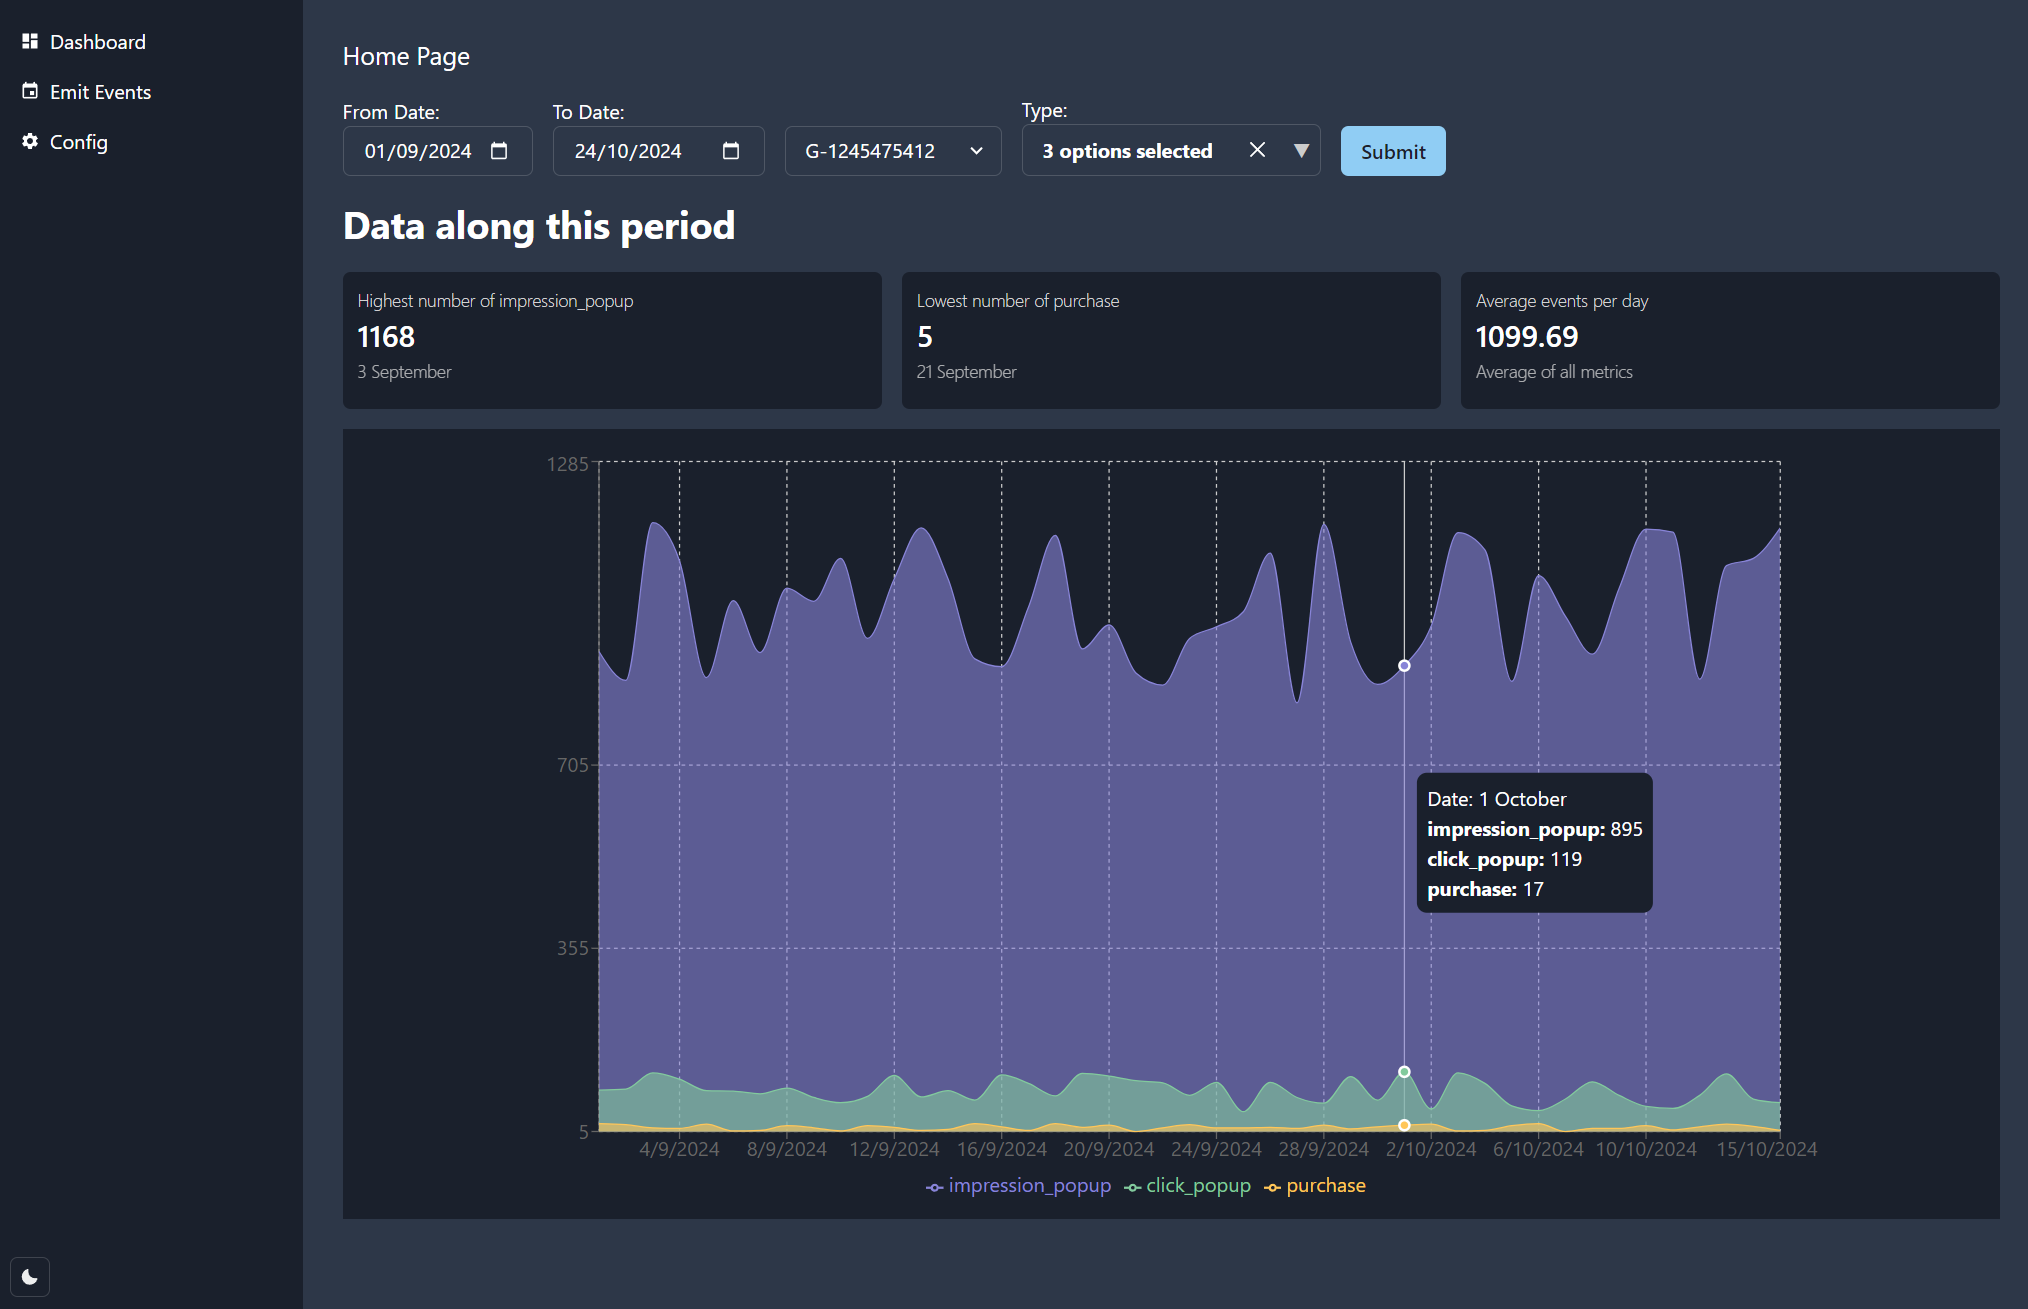 Dashboard
Emit Events
Config
Home Page
From Date:
To Date:
Type:
01/09/2024
24/10/2024
G-1245475412
3 options selected
Submit
Data along this period
Highest number of impression_popup
1168
3 September
Lowest number of purchase
5
21 September
Average events per day
1099.69
Average of all metrics
1285
705
355
5
Date: 1 October
impression_popup: 895
click_popup: 119
purchase: 17
4/9/2024 8/9/2024 12/9/2024 16/9/2024 20/9/2024 24/9/2024 28/9/2024 2/10/2024 6/10/2024 10/10/2024 15/10/2024
impression_popup click_popup purchase